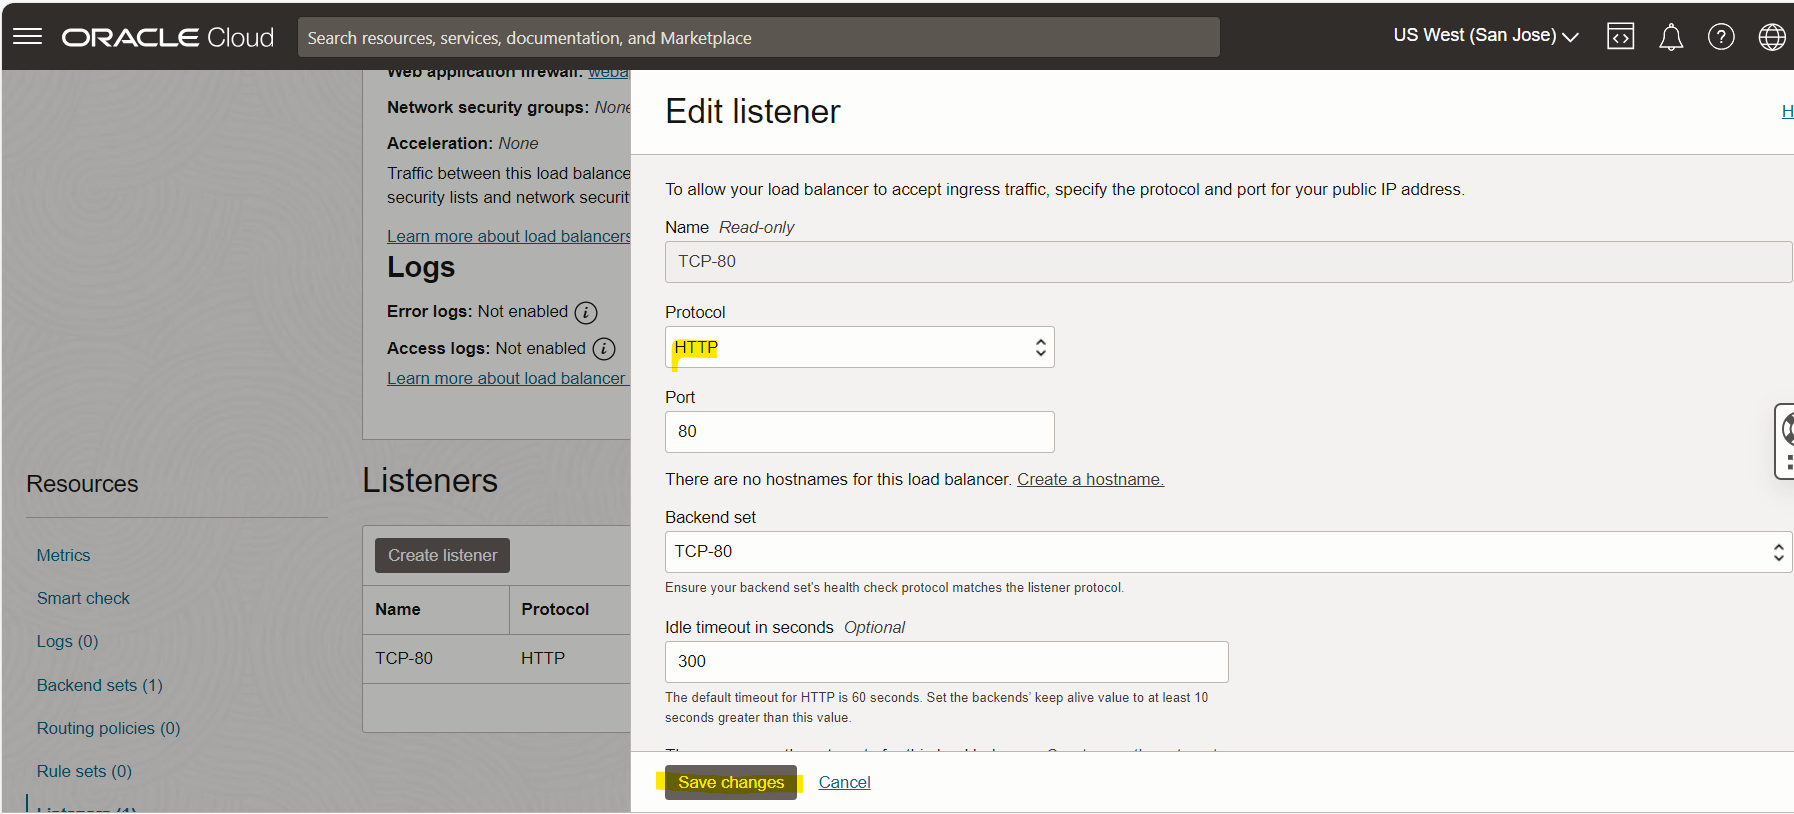 ORACLE Cloud
Search resources, services, documentation, and Marketplace
US West (San Jose)
Web application firewall: weba
Network security groups: None
Acceleration: None
Traffic between this load balance
security lists and network securit
Learn more about load balancers
Logs
Error logs: Not enabled
Access logs: Not enabled
Learn more about load balancer
Resources
Metrics
Smart check
Logs (0)
Backend sets (1)
Routing policies (0)
Rule sets (0)
Listeners (1)
Listeners
Create listener
Name Protocol
TCP-80 HTTP
Edit listener
H
To allow your load balancer to accept ingress traffic, specify the protocol and port for your public IP address.
Name Read-only
TCP-80
Protocol
HTTP
Port
80
There are no hostnames for this load balancer. Create a hostname.
Backend set
TCP-80
Ensure your backend set's health check protocol matches the listener protocol.
Idle timeout in seconds Optional
300
The default timeout for HTTP is 60 seconds. Set the backends' keep alive value to at least 10
seconds greater than this value.
Save changes Cancel